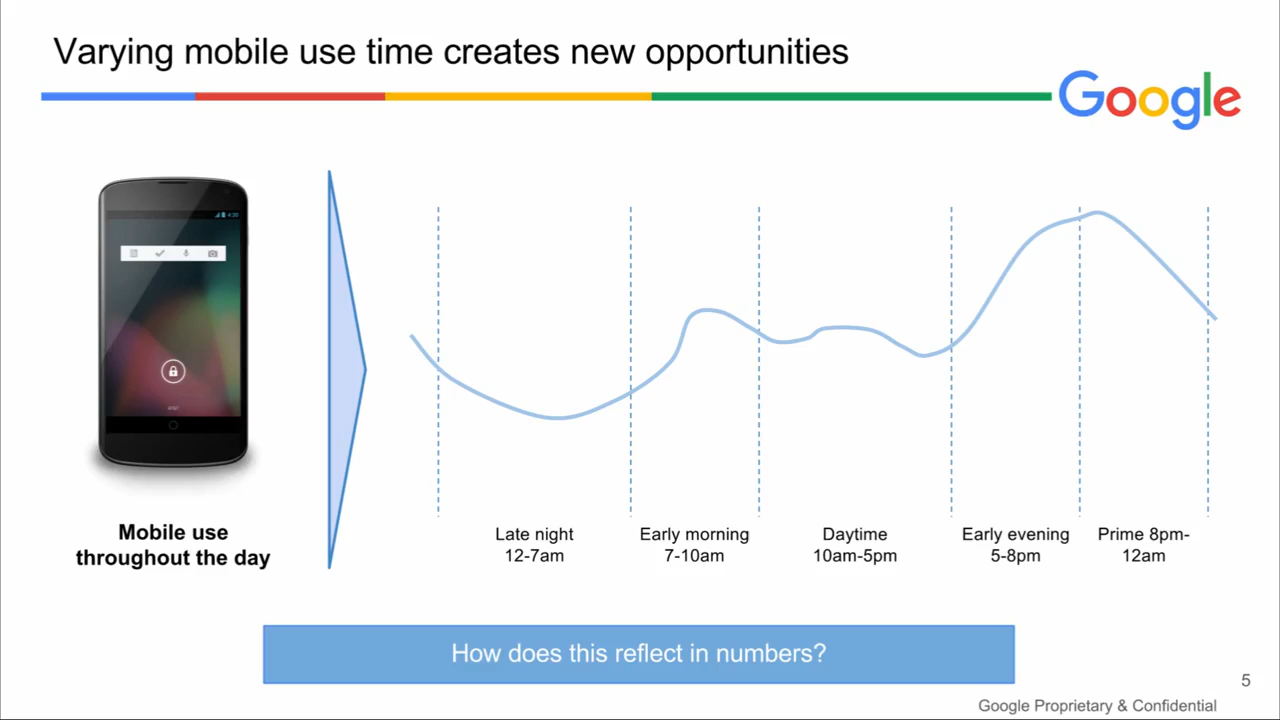 Varying mobile use time creates new opportunities
Google
4:30
Mobile use
throughout the day
Late night
12-7am
Early morning
7-10am
Daytime
10am-5pm
Early evening
5-8pm
Prime 8pm-
12am
How does this reflect in numbers?
5
Google Proprietary & Confidential